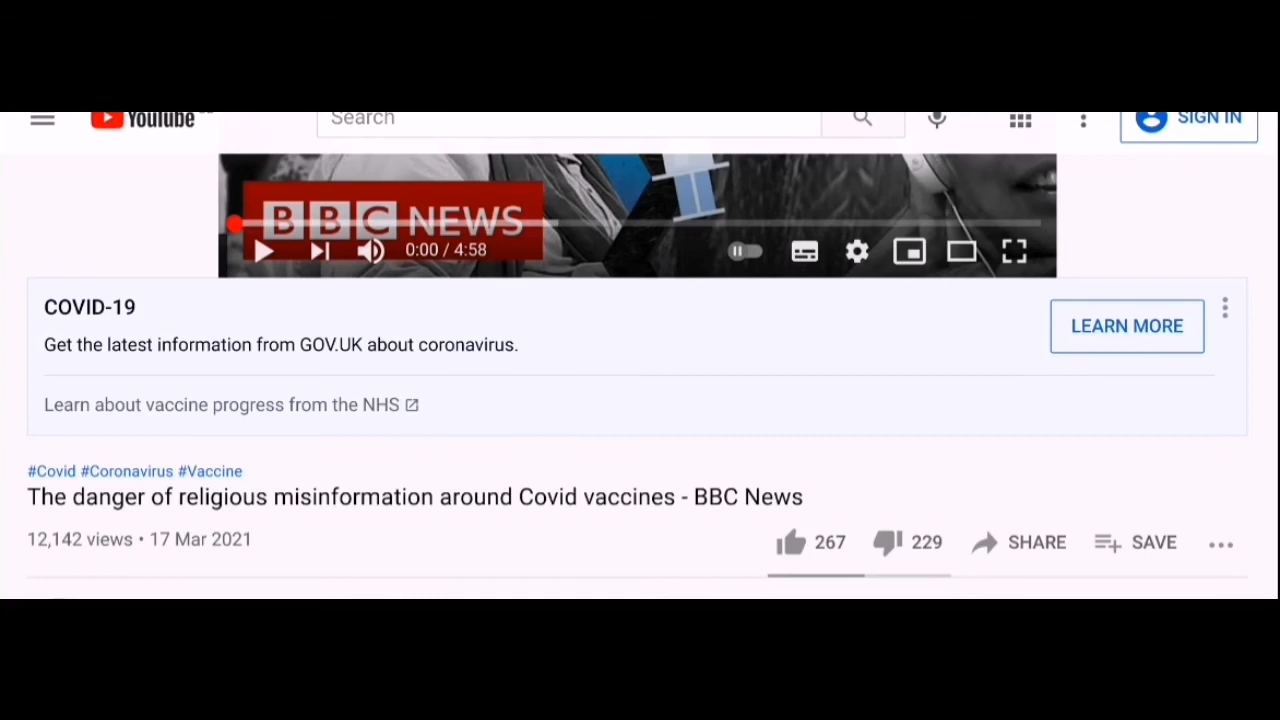 YouTube
Search
SIGN IN
BBC NEWS
0:00 / 4:58
COVID-19
LEARN MORE
Get the latest information from GOV.UK about coronavirus.
Learn about vaccine progress from the NHS
#Covid #Coronavirus #Vaccine
The danger of religious misinformation around Covid vaccines - BBC News
12,142 views • 17 Mar 2021
267 229 SHARE SAVE